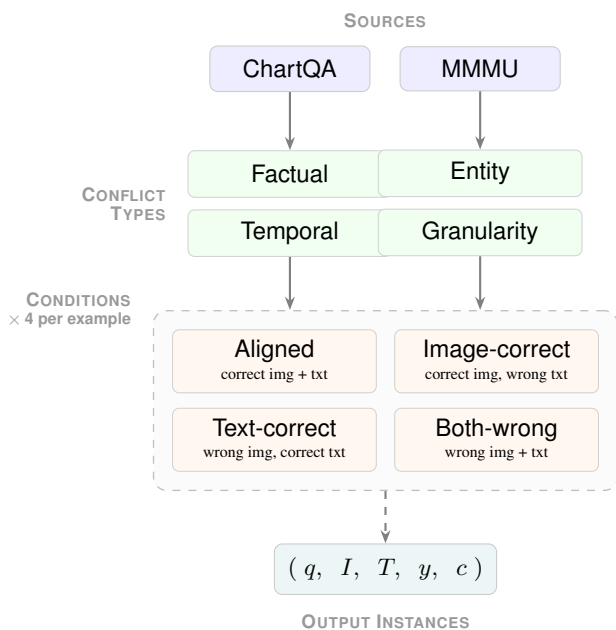 SOURCES
ChartQA
MMMU
CONFLICT
TYPES
Factual
Entity
Temporal
Granularity
CONDITIONS
× 4 per example
Aligned
correct img + txt
Image-correct
correct img, wrong txt
Text-correct
wrong img, correct txt
Both-wrong
wrong img + txt
( q, I, T, y, c )
OUTPUT INSTANCES